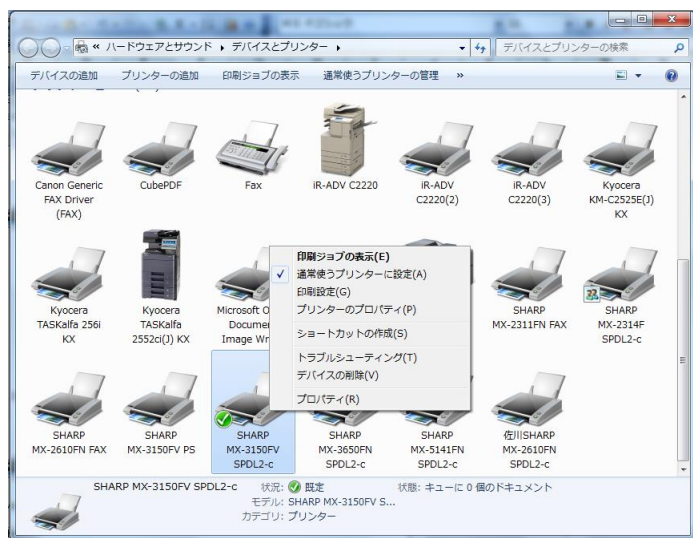 « ハードウェアとサウンド ▸ デバイスとプリンター ▸
デバイスとプリンターの検索
デバイスの追加 プリンターの追加 印刷ジョブの表示 通常使うプリンターの管理 »
Canon Generic
FAX Driver
(FAX)
CubePDF
Fax
iR-ADV C2220
iR-ADV
C2220(2)
iR-ADV
C2220(3)
Kyocera
KM-C2525E(J)
KX
Kyocera
TASKalfa 256i
KX
Kyocera
TASKalfa
2552ci(J) KX
Microsoft O
Documen
Image Wr
SHARP
MX-2311FN FAX
SHARP
MX-2314F
SPDL2-c
印刷ジョブの表示(E)
通常使うプリンターに設定(A)
印刷設定(G)
プリンターのプロパティ(P)
ショートカットの作成(S)
トラブルシューティング(T)
デバイスの削除(V)
プロパティ(R)
SHARP
MX-2610FN FAX
SHARP
MX-3150FV PS
SHARP
MX-3150FV
SPDL2-c
SHARP
MX-3650FN
SPDL2-c
SHARP
MX-5141FN
SPDL2-c
佐川SHARP
MX-2610FN
SPDL2-c
SHARP MX-3150FV SPDL2-c 状況: 既定 状態: キューに 0 個のドキュメント
モデル: SHARP MX-3150FV S...
カテゴリ: プリンター